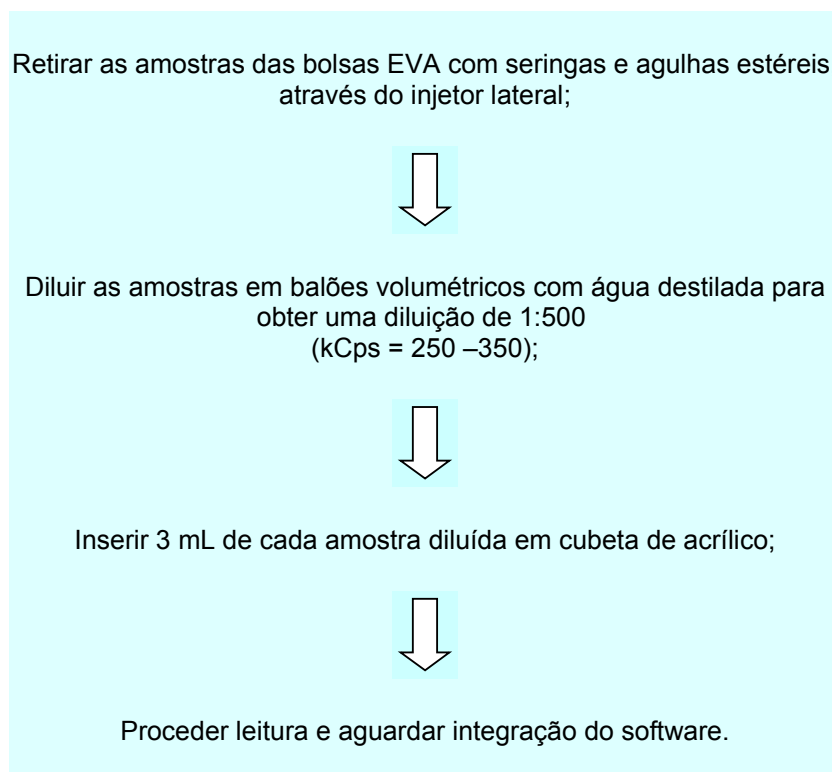 Retirar as amostras das bolsas EVA com seringas e agulhas estéreis
através do injetor lateral;
Diluir as amostras em balões volumétricos com água destilada para
obter uma diluição de 1:500
(kCps = 250 –350);
Inserir 3 mL de cada amostra diluída em cubeta de acrílico;
Proceder leitura e aguardar integração do software.